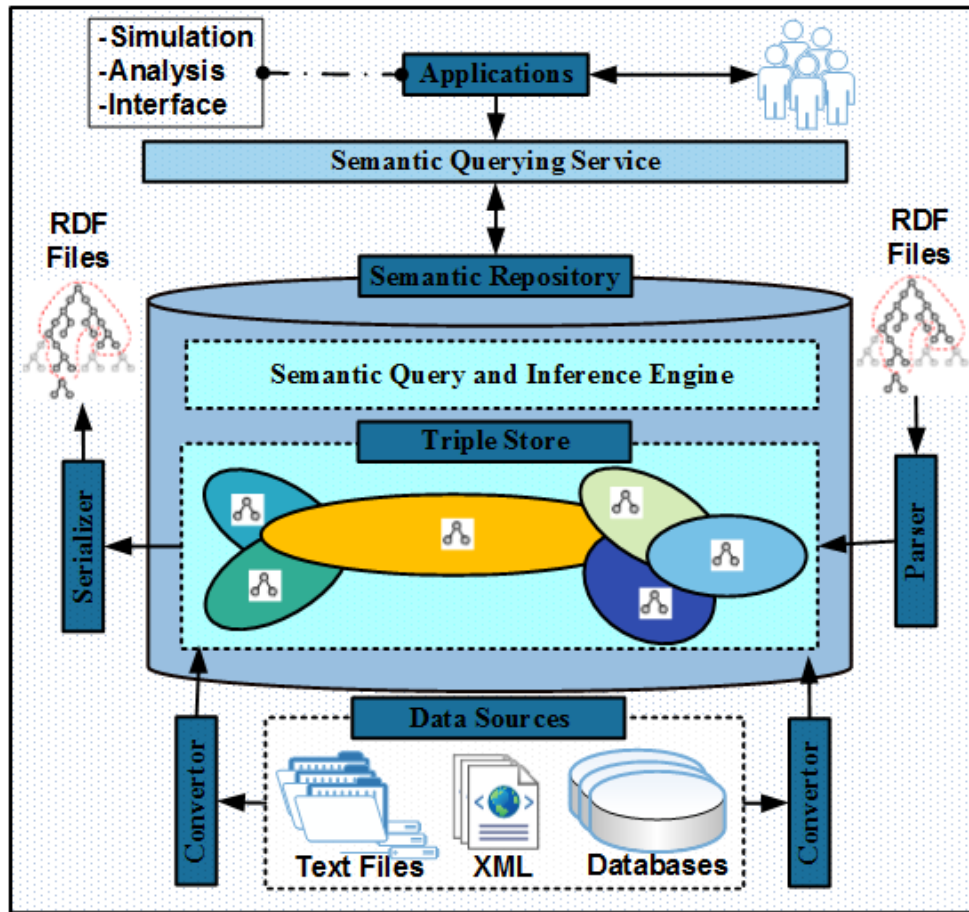 -Simulation
-Analysis
-Interface
Applications
Semantic Querying Service
RDF
Files
Semantic Repository
RDF
Files
Semantic Query and Inference Engine
Triple Store
Serializer
Parser
Data Sources
Convertor
Text Files
XML
Databases
Convertor